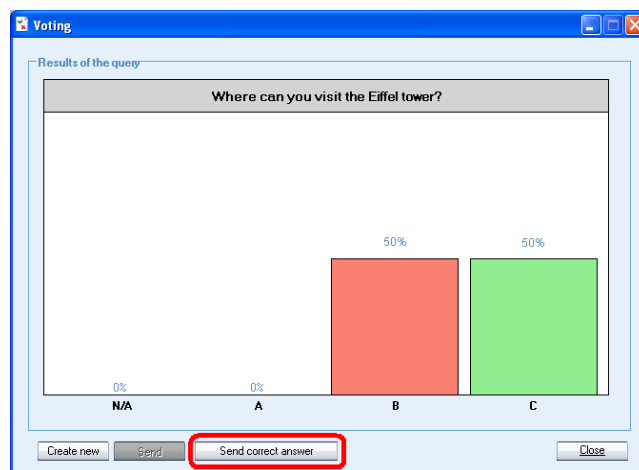 Voting
Results of the query
Where can you visit the Eiffel tower?
50% 50%
0% 0%
N/A A B C
Create new Send Send correct answer Close